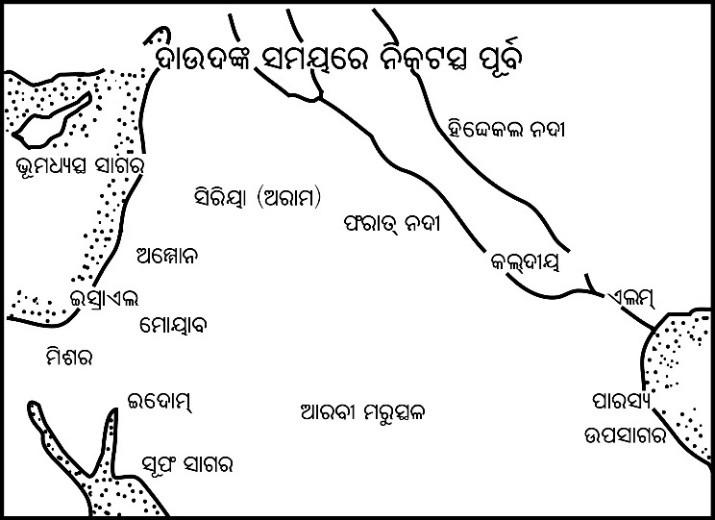 ଦାଉଦଙ୍କ ସମୟରେ ନିକଟସ୍ଥ ପୂର୍ବ
ହିଦ୍ଦେକଲ ନଦୀ
ଭୂମଧ୍ୟସ୍ଥ ସାଗର
ସିରିୟା (ଅରାମ)
ଫରାତ୍ ନଦୀ
ଅମ୍ମୋନ
କଲ୍‌ଦୀୟ
ଇସ୍ରାଏଲ
ଏଲମ୍
ମୋୟାବ
ମିଶର
ଇଦୋମ୍
ଆରବୀ ମରୁସ୍ଥଳ
ପାରସ୍ୟ
ଉପସାଗର
ସୂଫ ସାଗର